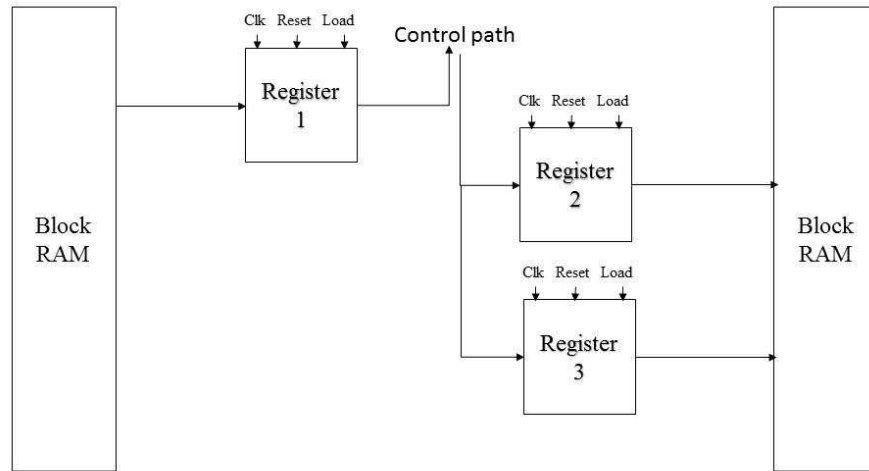 Clk Reset Load
Control path
Register
1
Clk Reset Load
Register
2
Block
RAM
Block
RAM
Clk Reset Load
Register
3